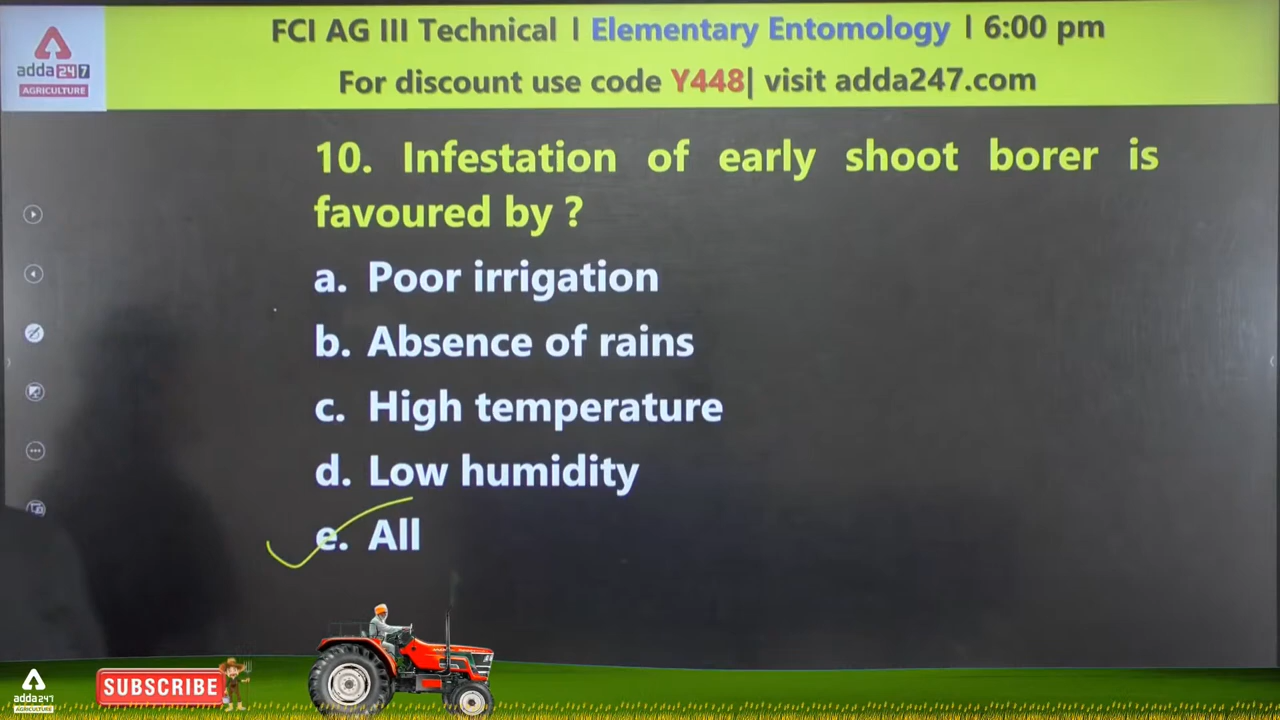 FCI AG III Technical | Elementary Entomology | 6:00 pm
For discount use code Y448| visit adda247.com
adda247
AGRICULTURE
10. Infestation of early shoot borer is
favoured by ?
a. Poor irrigation
b. Absence of rains
c. High temperature
d. Low humidity
e. All
adda247
AGRICULTURE
SUBSCRIBE